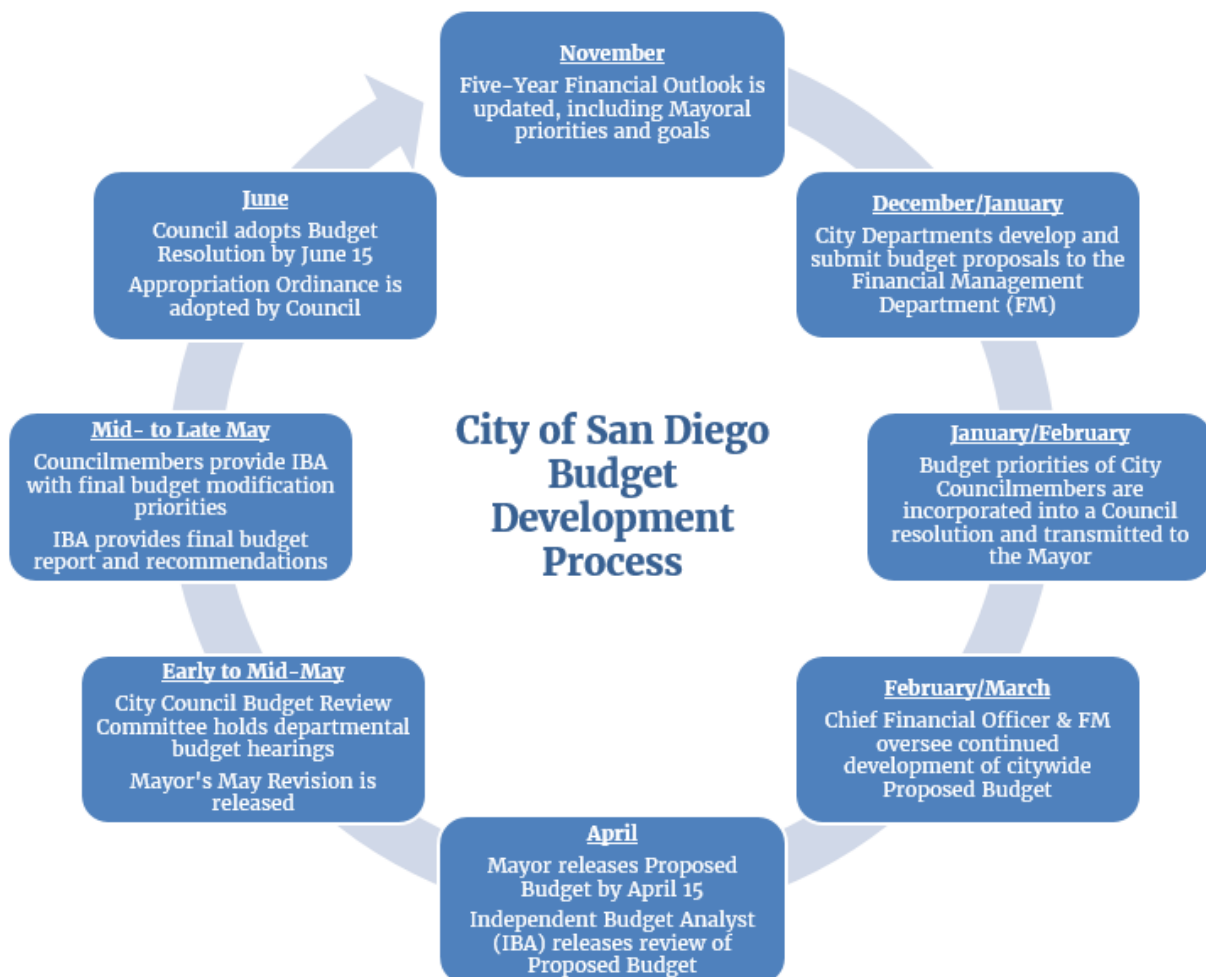 November
Five-Year Financial Outlook is
updated, including Mayoral
priorities and goals
December/January
City Departments develop and
submit budget proposals to the
Financial Management
Department (FM)
January/February
Budget priorities of City
Councilmembers are
incorporated into a Council
resolution and transmitted to
the Mayor
February/March
Chief Financial Officer & FM
oversee continued
development of citywide
Proposed Budget
April
Mayor releases Proposed
Budget by April 15
Independent Budget Analyst
(IBA) releases review of
Proposed Budget
Early to Mid-May
City Council Budget Review
Committee holds departmental
budget hearings
Mayor's May Revision is
released
Mid- to Late May
Councilmembers provide IBA
with final budget modification
priorities
IBA provides final budget
report and recommendations
June
Council adopts Budget
Resolution by June 15
Appropriation Ordinance is
adopted by Council
City of San Diego
Budget
Development
Process